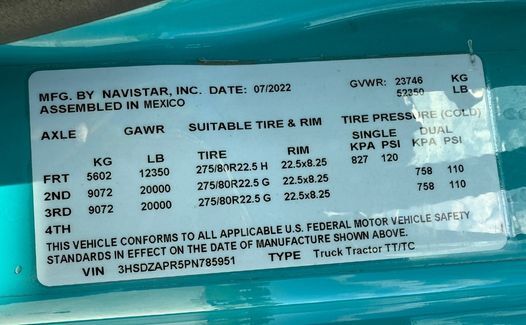 MFG. BY NAVISTAR, INC. DATE: 07/2022 GVWR: 23746 KG
ASSEMBLED IN MEXICO 52350 LB
AXLE GAWR SUITABLE TIRE & RIM TIRE PRESSURE (COLD)
SINGLE DUAL
KG LB TIRE RIM KPA PSI KPA PSI
FRT 5602 12350 275/80R22.5 H 22.5x8.25 827 120
2ND 9072 20000 275/80R22.5 G 22.5x8.25 758 110
3RD 9072 20000 275/80R22.5 G 22.5x8.25 758 110
4TH
THIS VEHICLE CONFORMS TO ALL APPLICABLE U.S. FEDERAL MOTOR VEHICLE SAFETY
STANDARDS IN EFFECT ON THE DATE OF MANUFACTURE SHOWN ABOVE.
VIN 3HSDZAPR5PN785951 TYPE Truck Tractor TT/TC